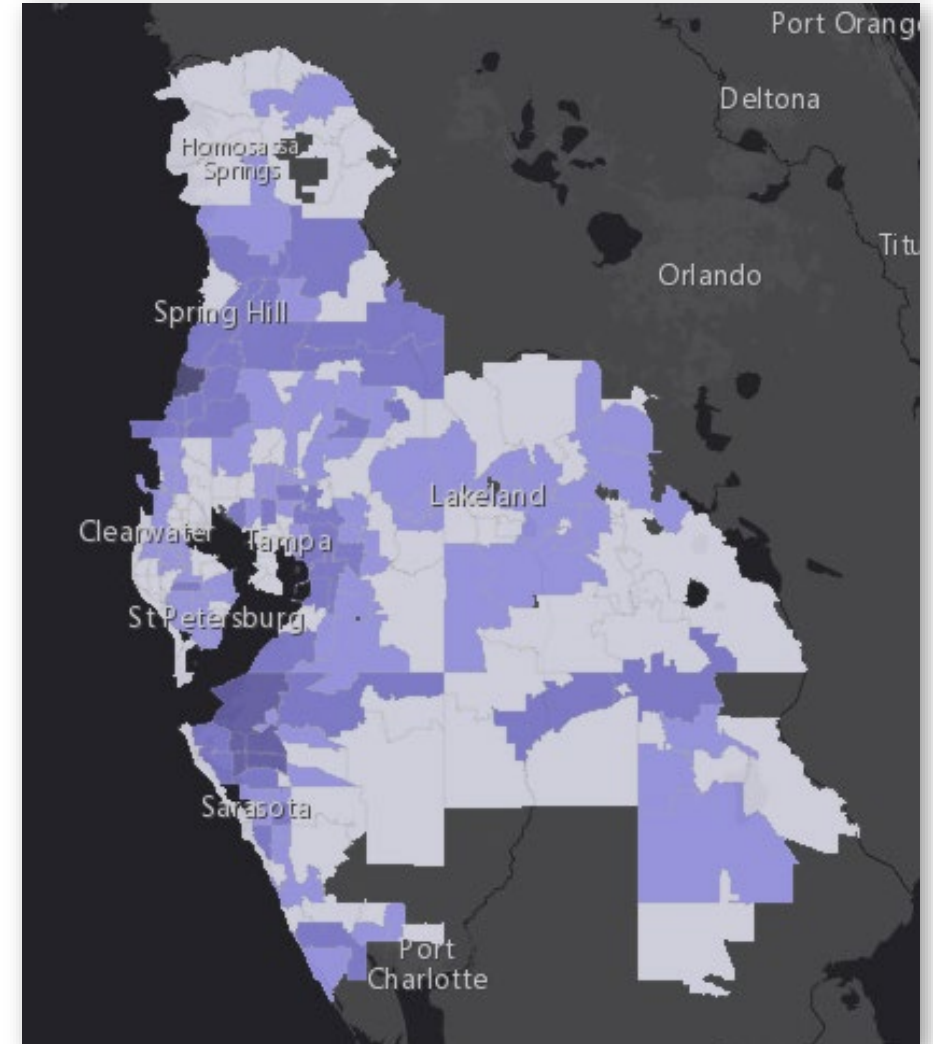 Port Orang
Deltona
Homosassa
Springs
Titu
Orlando
Spring Hill
Lakeland
Clearwater
Tampa
St Petersburg
Sarasota
Port
Charlotte